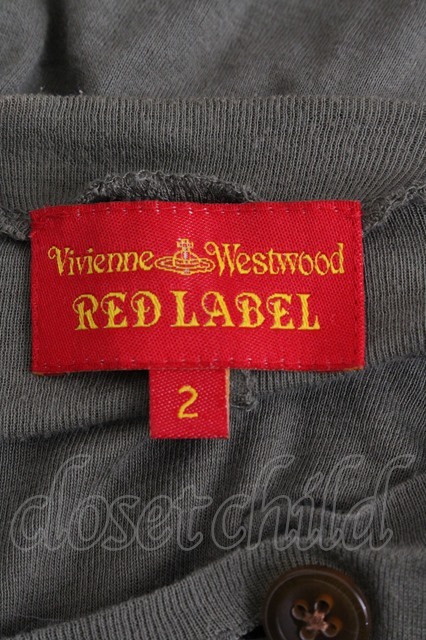 Vivienne Westwood
RED LABEL
2
closet child